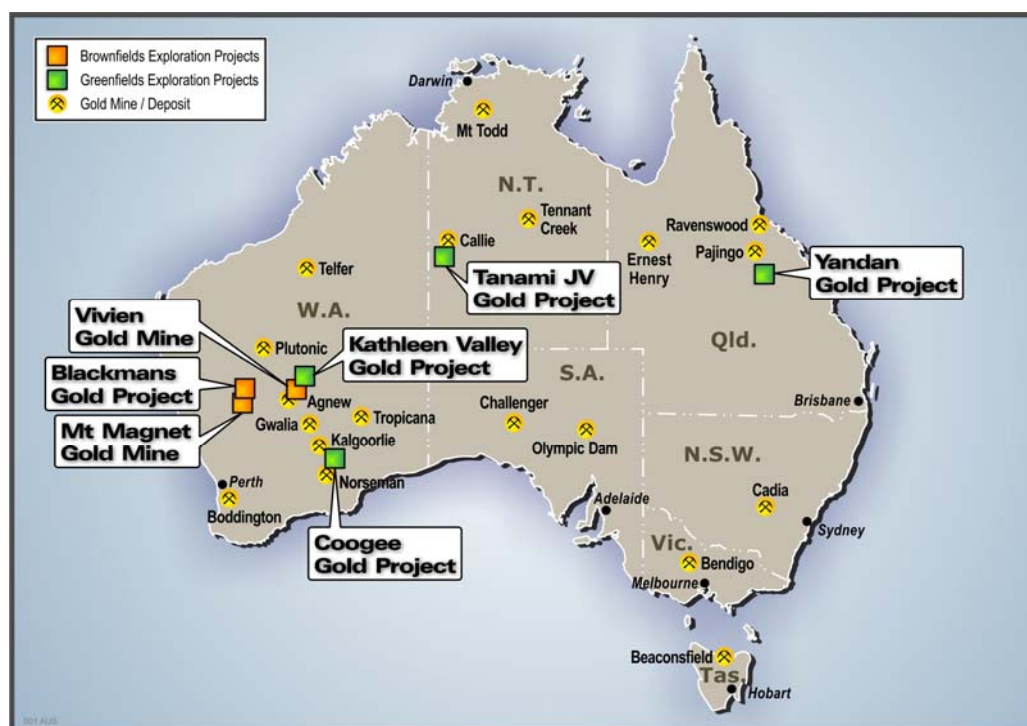 Brownfields Exploration Projects
Greenfields Exploration Projects
Gold Mine / Deposit
Darwin
Mt Todd
N.T.
Tennant
Creek
Ravenswood
Callie
Ernest
Henry
Pajingo
Telfer
Tanami JV
Gold Project
Yandan
Gold Project
W.A.
Vivien
Gold Mine
Plutonic
Kathleen Valley
Gold Project
Qld.
S.A.
Blackmans
Gold Project
Agnew
Tropicana
Challenger
Brisbane
Mt Magnet
Gold Mine
Gwalia
Kalgoorlie
Olympic Dam
N.S.W.
Perth
Norseman
Cadia
Boddington
Adelaide
Sydney
Coogee
Gold Project
Vic.
Bendigo
Melbourne
Beaconsfield
Tas.
Hobart
001 AUS